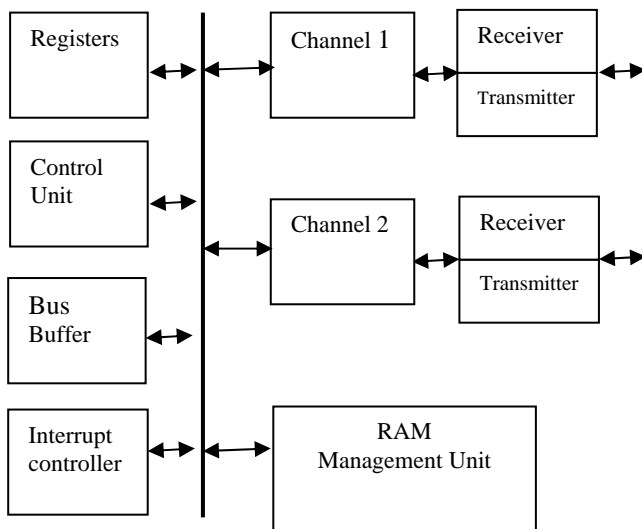 Registers
Channel 1
Receiver
Transmitter
Control
Unit
Channel 2
Receiver
Transmitter
Bus
Buffer
Interrupt
controller
RAM
Management Unit